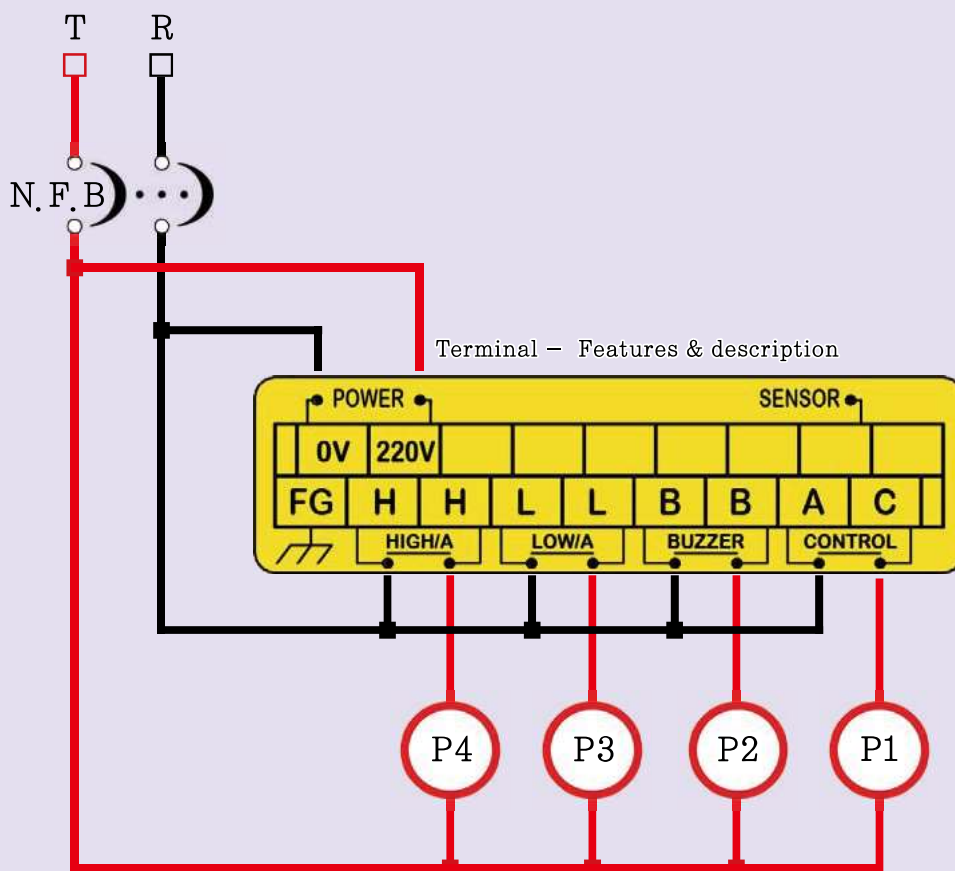 T R
N.F.B
Terminal – Features & description
POWER SENSOR
0V 220V
FG H H L L B B A C
HIGH/A LOW/A BUZZER CONTROL
P4 P3 P2 P1